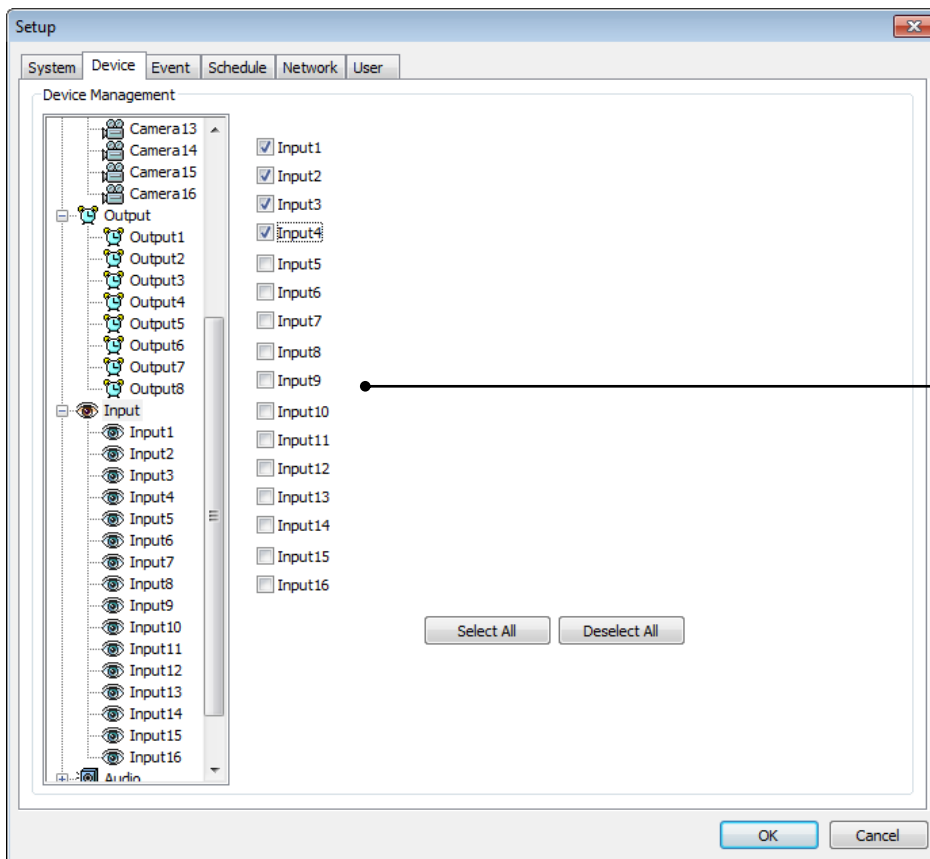 Setup
System Device Event Schedule Network User
Device Management
Camera13
Camera14
Camera15
Camera16
Output
Output1
Output2
Output3
Output4
Output5
Output6
Output7
Output8
Input
Input1
Input2
Input3
Input4
Input5
Input6
Input7
Input8
Input9
Input10
Input11
Input12
Input13
Input14
Input15
Input16
Audio
Input1
Input2
Input3
Input4
Input5
Input6
Input7
Input8
Input9
Input10
Input11
Input12
Input13
Input14
Input15
Input16
Select All Deselect All
OK Cancel